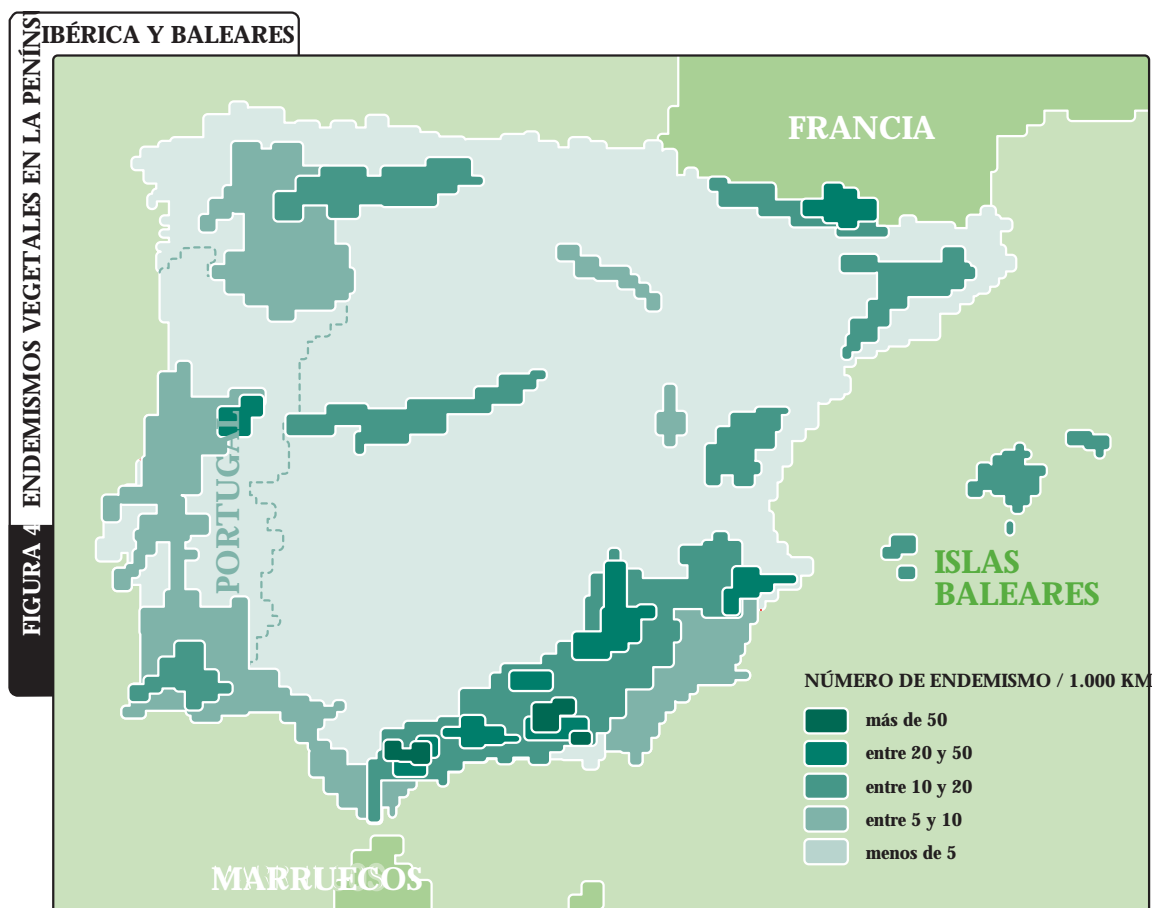 FIGURA 4 ENDEMISMOS VEGETALES EN LA PENÍNS
IBÉRICA Y BALEARES
FRANCIA
PORTUGAL
ISLAS
BALEARES
MARRUECOS
NÚMERO DE ENDEMISMO / 1.000 KM
más de 50
entre 20 y 50
entre 10 y 20
entre 5 y 10
menos de 5